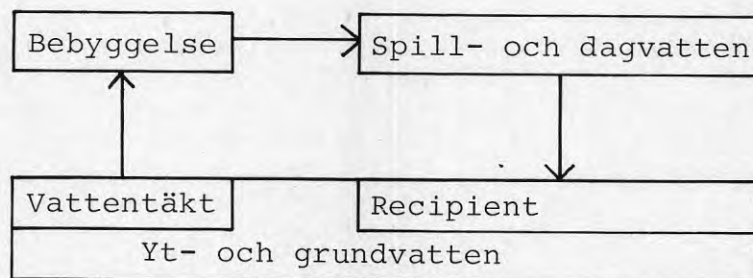 Bebyggelse
Spill- och dagvatten
Vattentäkt
Recipient
Yt- och grundvatten